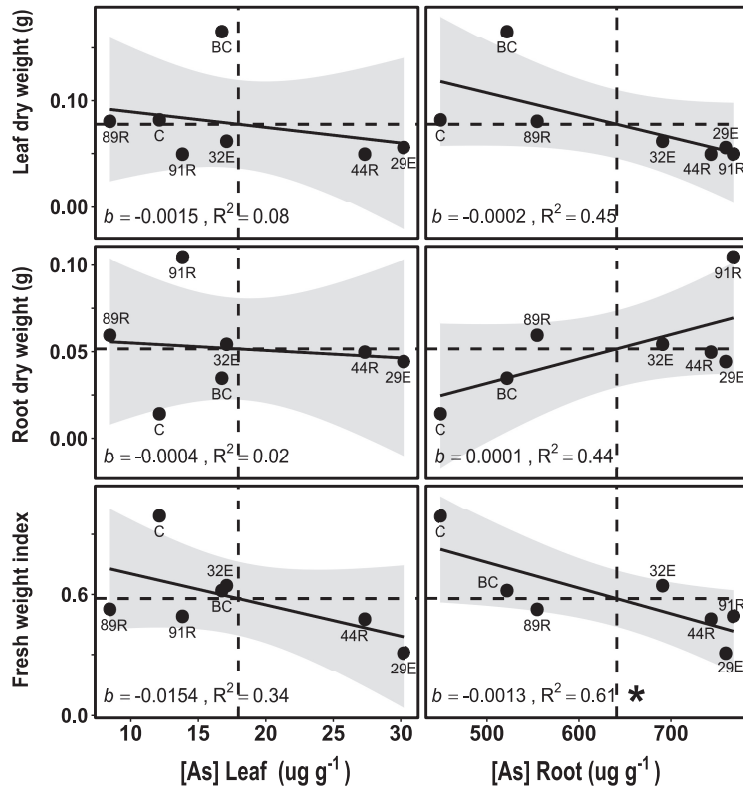 Leaf dry weight (g)
0.10
0.00
BC
89R
C
91R
32E
44R
29E
b = -0.0015 , R² = 0.08
BC
C
89R
32E
29E
44R
91R
b = -0.0002 , R² = 0.45
Root dry weight (g)
0.10
0.05
0.00
91R
89R
32E
BC
C
44R
29E
b = -0.0004 , R² = 0.02
91R
89R
BC
C
32E
44R
29E
b = 0.0001 , R² = 0.44
Fresh weight index
0.6
0.0
C
32E
BC
89R
91R
44R
29E
b = -0.0154 , R² = 0.34
C
BC
89R
32E
91R
44R
29E
b = -0.0013 , R² = 0.61 *
10 15 20 25 30
500 600 700
[As] Leaf (ug g⁻¹)
[As] Root (ug g⁻¹)